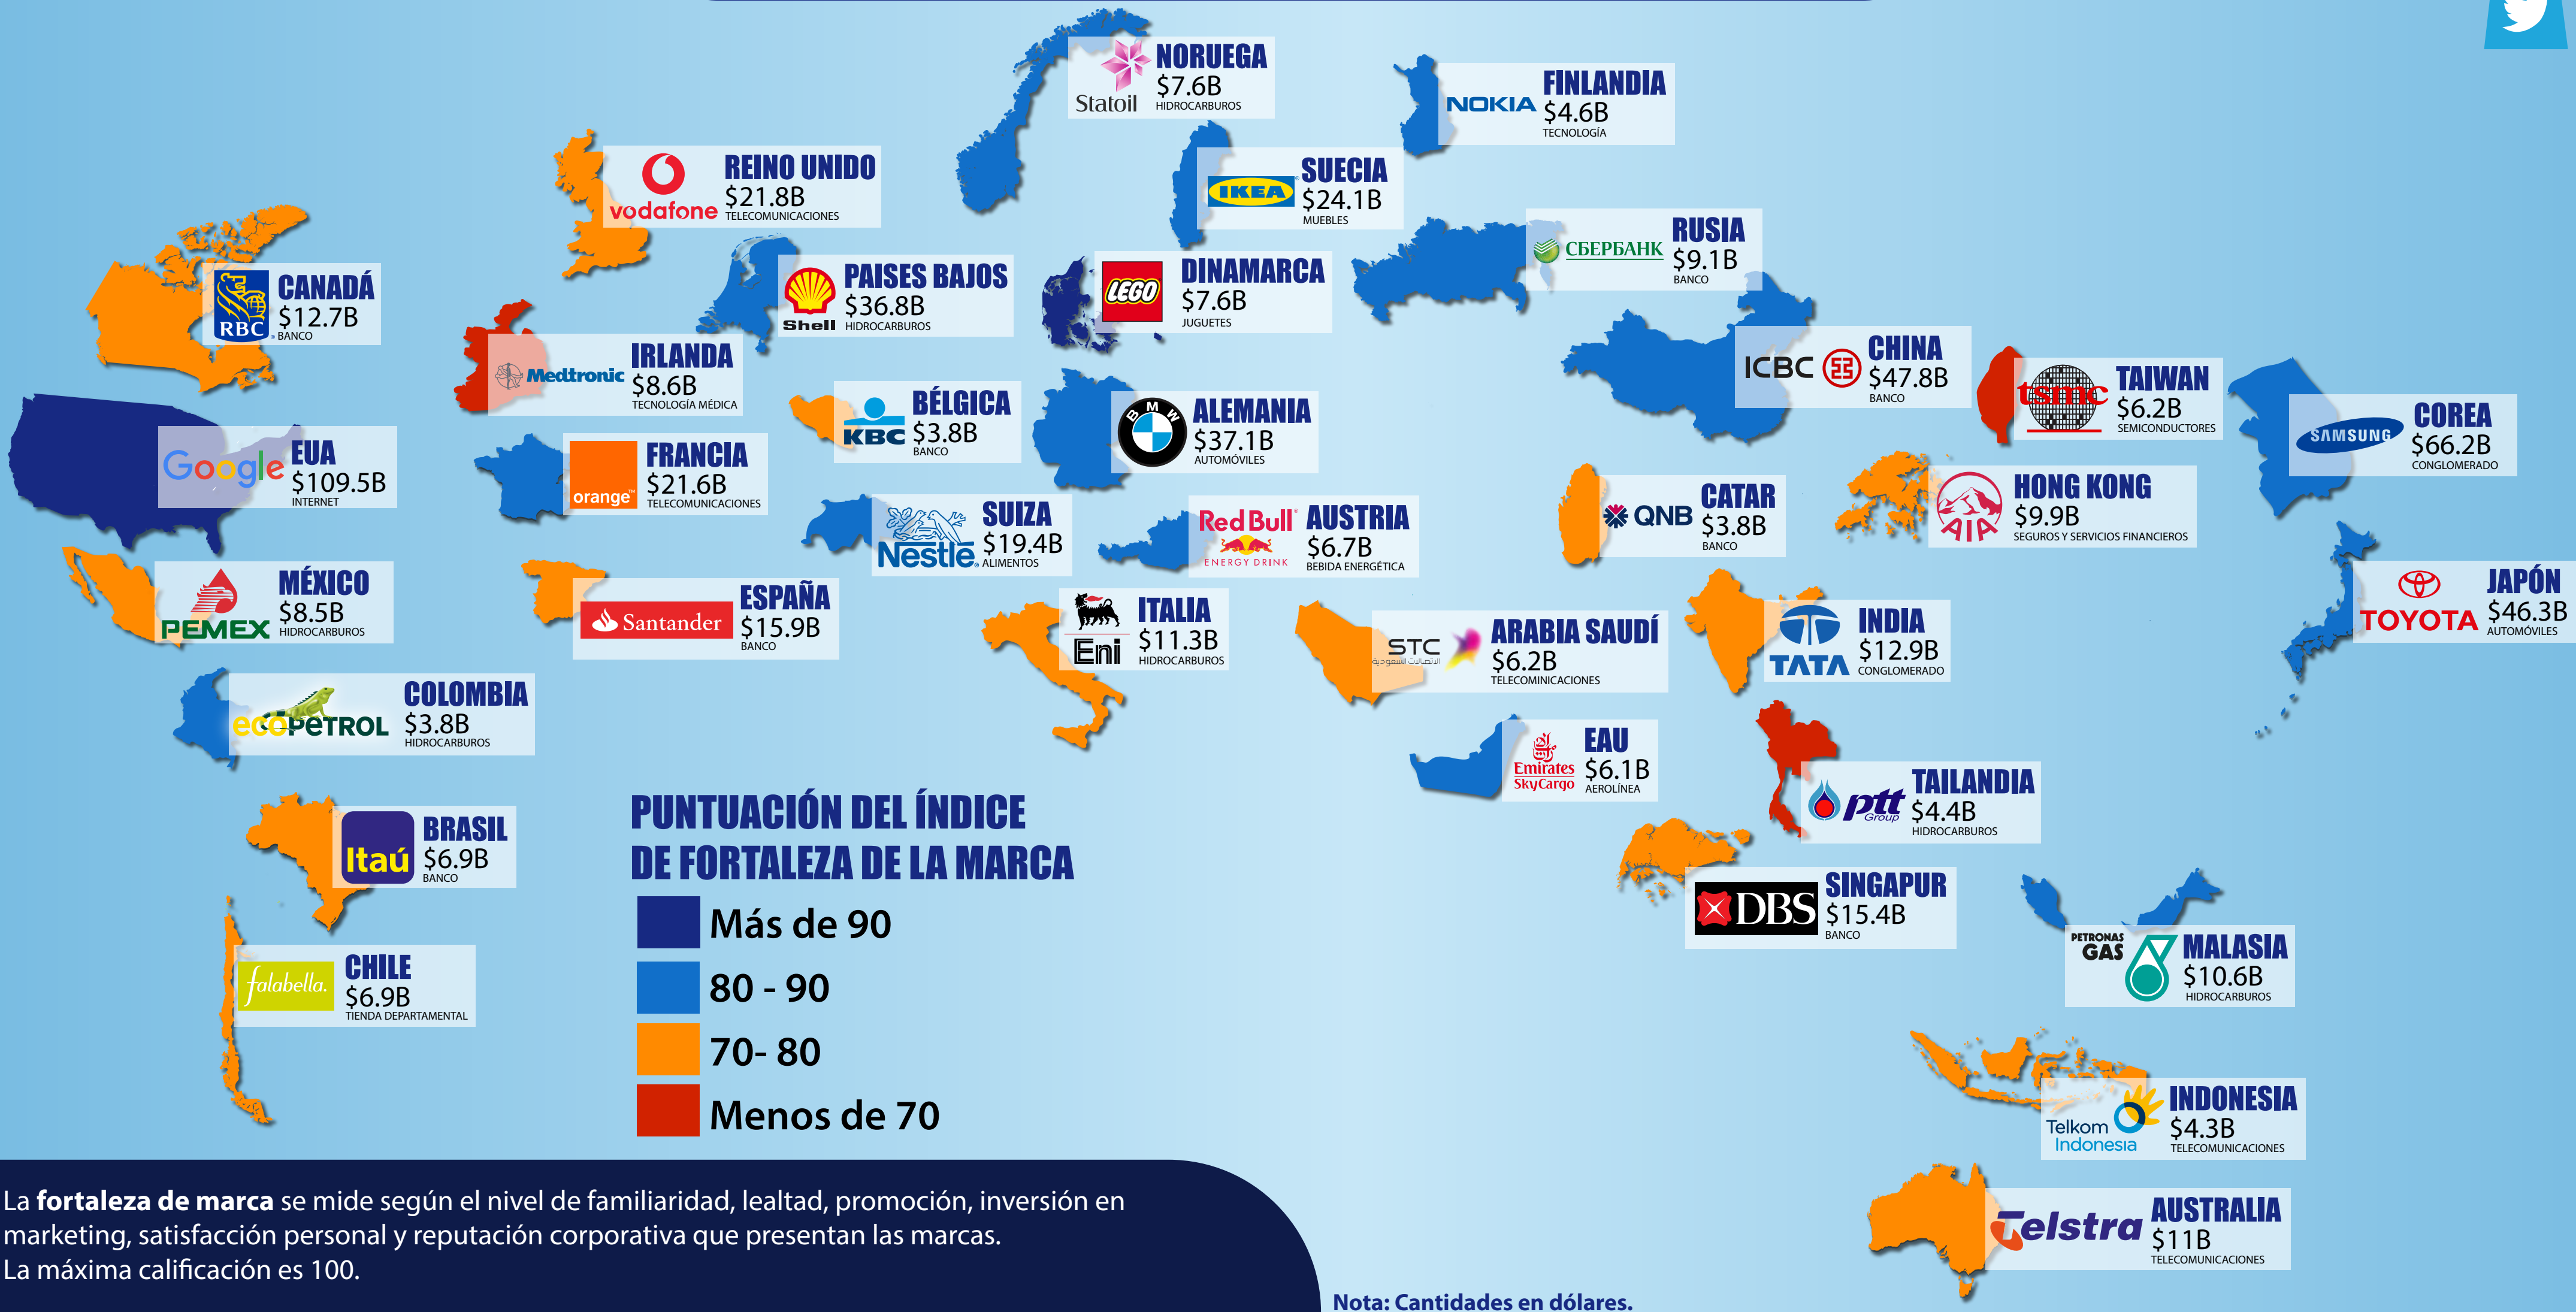 NORUEGA
$7.6B
HIDROCARBUROS
Statoil
FINLANDIA
NOKIA
$4.6B
TECNOLOGÍA
REINO UNIDO
vodafone
$21.8B
TELECOMUNICACIONES
SUECIA
IKEA
$24.1B
MUEBLES
RUSIA
СБЕРБАНК
$9.1B
BANCO
CANADÁ
RBC
$12.7B
BANCO
PAISES BAJOS
Shell
$36.8B
HIDROCARBUROS
DINAMARCA
LEGO
$7.6B
JUGUETES
IRLANDA
Medtronic
$8.6B
TECNOLOGÍA MÉDICA
CHINA
ICBC
$47.8B
BANCO
TAIWAN
tsmc
$6.2B
SEMICONDUCTORES
COREA
SAMSUNG
$66.2B
CONGLOMERADO
BÉLGICA
KBC
$3.8B
BANCO
ALEMANIA
BMW
$37.1B
AUTOMÓVILES
EUA
Google
$109.5B
INTERNET
FRANCIA
orange™
$21.6B
TELECOMUNICACIONES
SUIZA
Nestlé
$19.4B
ALIMENTOS
AUSTRIA
Red Bull
ENERGY DRINK
$6.7B
BEBIDA ENERGÉTICA
CATAR
QNB
$3.8B
BANCO
HONG KONG
AIA
$9.9B
SEGUROS Y SERVICIOS FINANCIEROS
MÉXICO
PEMEX
$8.5B
HIDROCARBUROS
ESPAÑA
Santander
$15.9B
BANCO
ITALIA
Eni
$11.3B
HIDROCARBUROS
ARABIA SAUDÍ
STC
الاتصالات السعودية
$6.2B
TELECOMINICACIONES
INDIA
TATA
$12.9B
CONGLOMERADO
JAPÓN
TOYOTA
$46.3B
AUTOMÓVILES
COLOMBIA
ecoPETROL
$3.8B
HIDROCARBUROS
EAU
Emirates
SkyCargo
$6.1B
AEROLÍNEA
TAILANDIA
ptt
Group
$4.4B
HIDROCARBUROS
BRASIL
Itaú
$6.9B
BANCO
SINGAPUR
DBS
$15.4B
BANCO
CHILE
falabella.
$6.9B
TIENDA DEPARTAMENTAL
MALASIA
PETRONAS
GAS
$10.6B
HIDROCARBUROS
INDONESIA
Telkom
Indonesia
$4.3B
TELECOMUNICACIONES
AUSTRALIA
Telstra
$11B
TELECOMUNICACIONES
PUNTUACIÓN DEL ÍNDICE
DE FORTALEZA DE LA MARCA
Más de 90
80 - 90
70- 80
Menos de 70
La fortaleza de marca se mide según el nivel de familiaridad, lealtad, promoción, inversión en
marketing, satisfacción personal y reputación corporativa que presentan las marcas.
La máxima calificación es 100.
Nota: Cantidades en dólares.